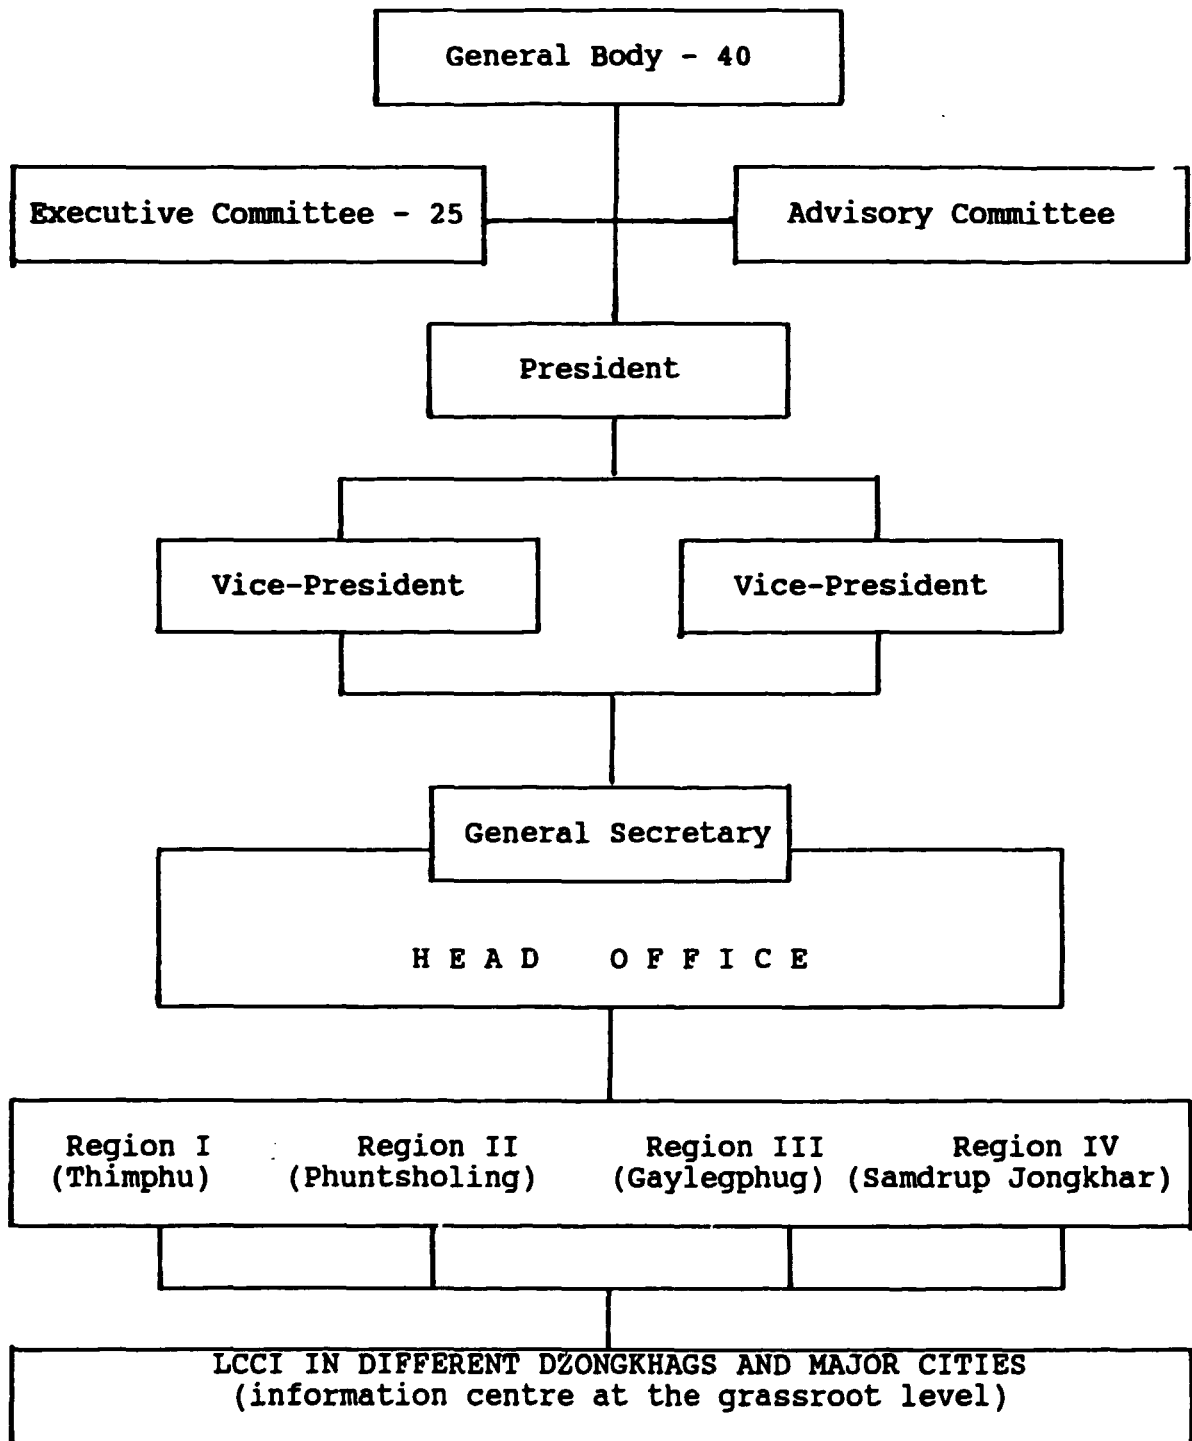 General Body - 40
Executive Committee - 25
Advisory Committee
President
Vice-President
Vice-President
General Secretary
H E A D   O F F I C E
Region I
(Thimphu)
Region II
(Phuntsholing)
Region III
(Gaylegphug)
Region IV
(Samdrup Jongkhar)
LCCI IN DIFFERENT DZONGKHAGS AND MAJOR CITIES
(information centre at the grassroot level)